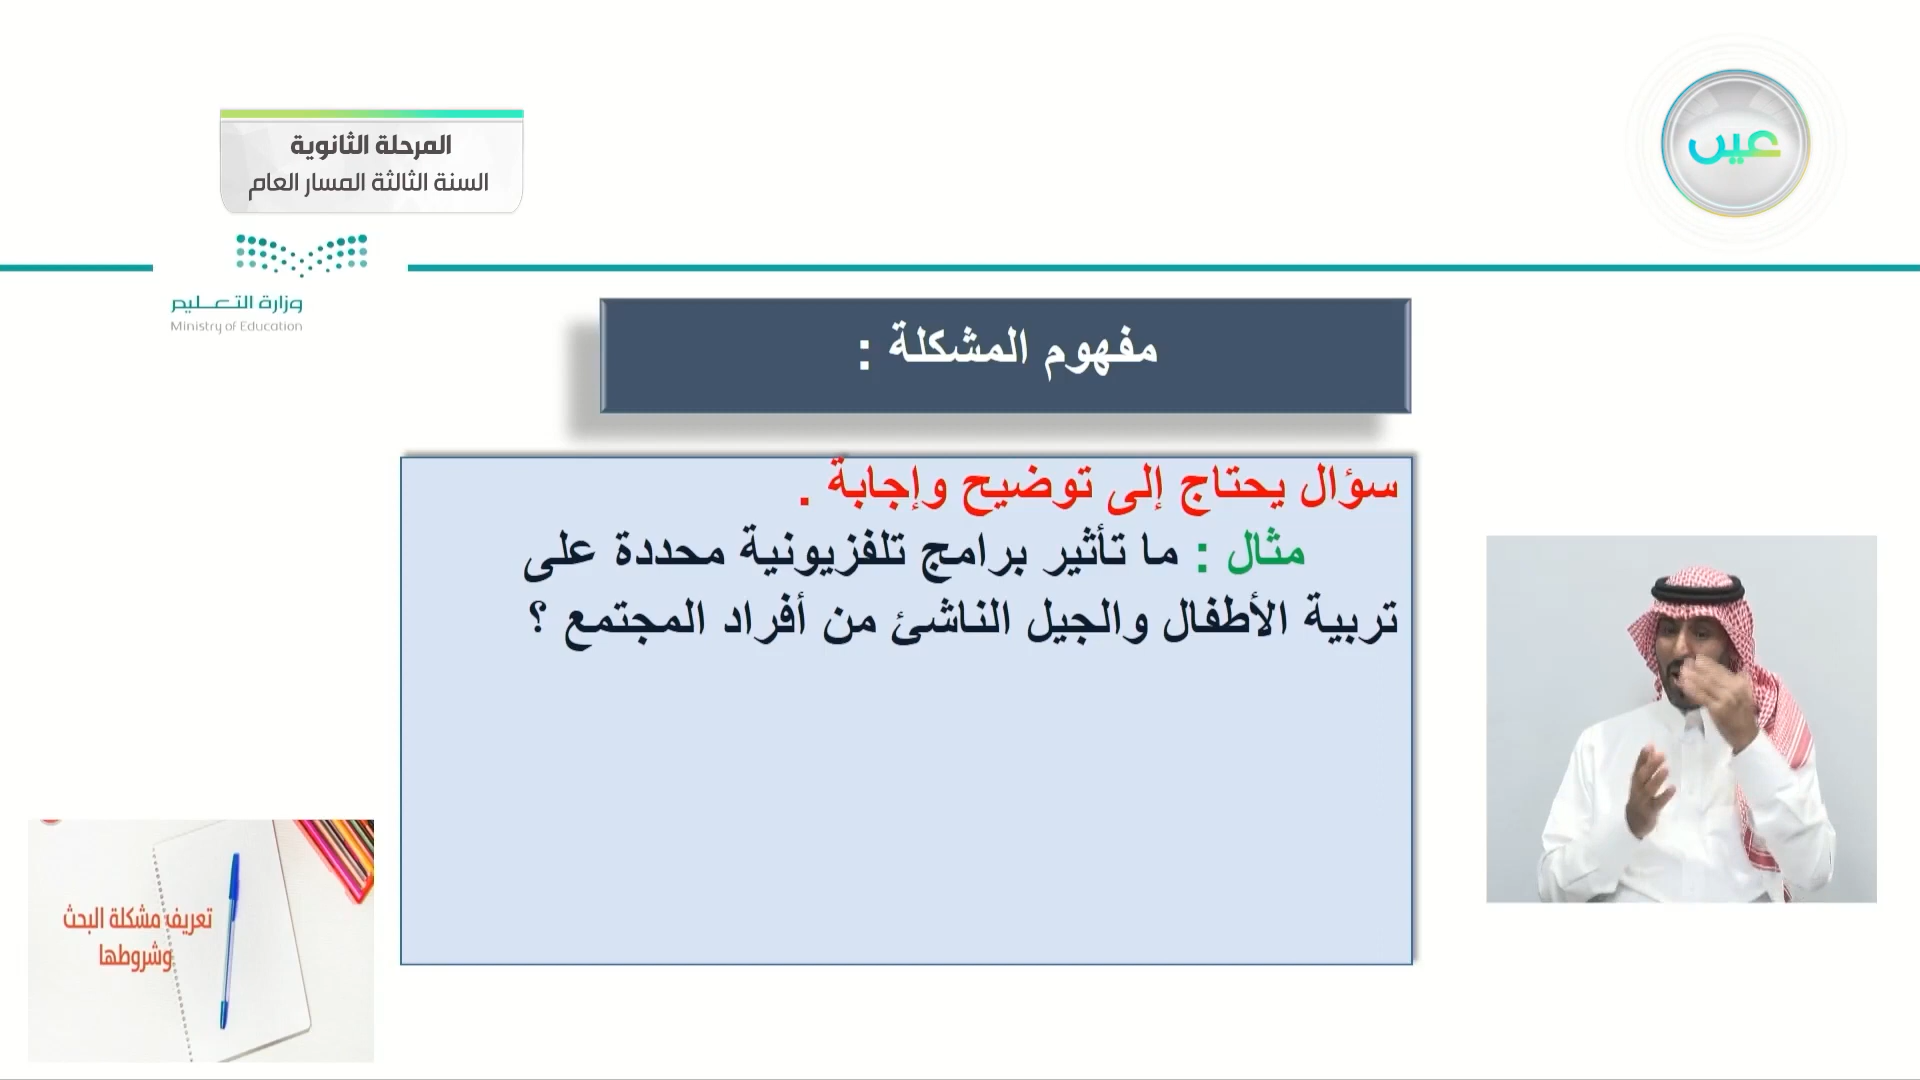 المرحلة الثانوية
السنة الثالثة المسار العام
عين
وزارة التعليم
Ministry of Education
مفهوم المشكلة :
سؤال يحتاج إلى توضيح وإجابة .
مثال : ما تأثير برامج تلفزيونية محددة على
تربية الأطفال والجيل الناشئ من أفراد المجتمع ؟
تعريف مشكلة البحث
وشروطها